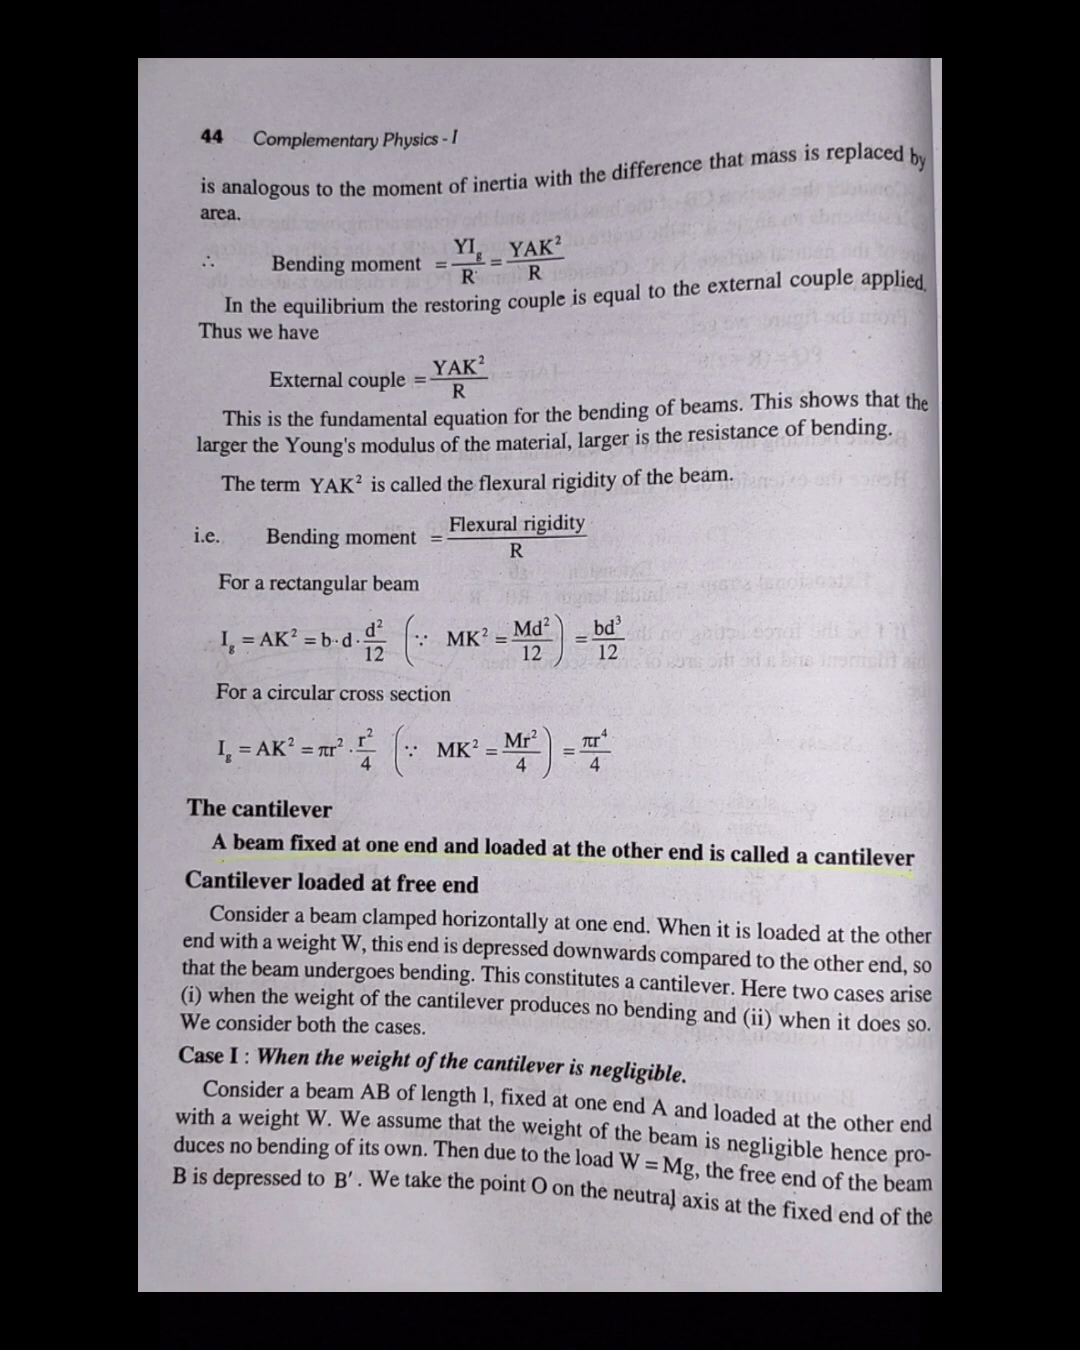 44 Complementary Physics - I
is analogous to the moment of inertia with the difference that mass is replaced by
area.
∴ Bending moment = YI_g/R = YAK²/R
In the equilibrium the restoring couple is equal to the external couple applied.
Thus we have
External couple = YAK²/R
This is the fundamental equation for the bending of beams. This shows that the
larger the Young's modulus of the material, larger is the resistance of bending.
The term YAK² is called the flexural rigidity of the beam.
i.e. Bending moment = Flexural rigidity/R
For a rectangular beam
I_g = AK² = b·d·d²/12 (∵ MK² = Md²/12) = bd³/12
For a circular cross section
I_g = AK² = πr²·r²/4 (∵ MK² = Mr²/4) = πr⁴/4
The cantilever
A beam fixed at one end and loaded at the other end is called a cantilever
Cantilever loaded at free end
Consider a beam clamped horizontally at one end. When it is loaded at the other
end with a weight W, this end is depressed downwards compared to the other end, so
that the beam undergoes bending. This constitutes a cantilever. Here two cases arise
(i) when the weight of the cantilever produces no bending and (ii) when it does so.
We consider both the cases.
Case I : When the weight of the cantilever is negligible.
Consider a beam AB of length l, fixed at one end A and loaded at the other end
with a weight W. We assume that the weight of the beam is negligible hence pro-
duces no bending of its own. Then due to the load W = Mg, the free end of the beam
B is depressed to B′. We take the point O on the neutral axis at the fixed end of the